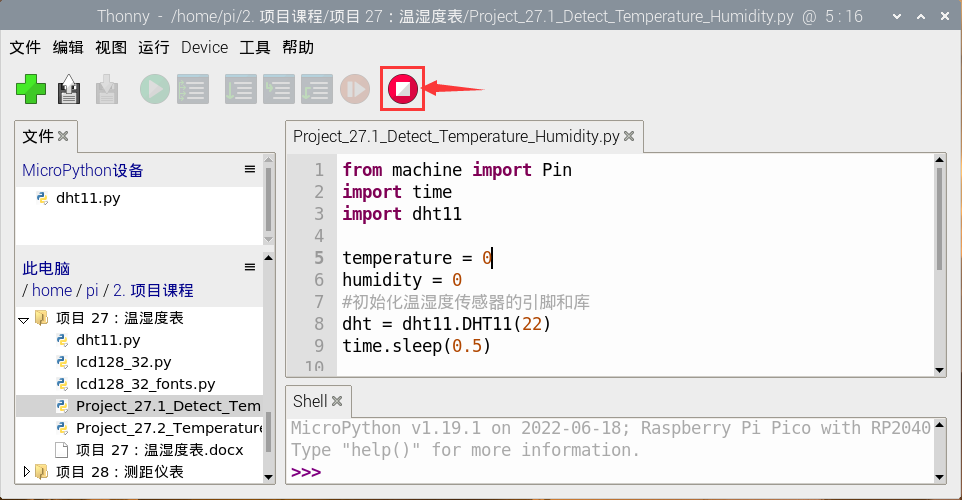 Thonny - /home/pi/2. 项目课程/项目 27：温湿度表/Project_27.1_Detect_Temperature_Humidity.py @ 5 : 16
文件 编辑 视图 运行 Device 工具 帮助
文件
MicroPython设备
dht11.py
此电脑
/ home / pi / 2. 项目课程
项目 27：温湿度表
dht11.py
lcd128_32.py
lcd128_32_fonts.py
Project_27.1_Detect_Tem
Project_27.2_Temperature
项目 27：温湿度表.docx
项目 28：测距仪表
Project_27.1_Detect_Temperature_Humidity.py
1 from machine import Pin
2 import time
3 import dht11
4
5 temperature = 0
6 humidity = 0
7 #初始化温湿度传感器的引脚和库
8 dht = dht11.DHT11(22)
9 time.sleep(0.5)
10
Shell
MicroPython v1.19.1 on 2022-06-18; Raspberry Pi Pico with RP2040
Type "help()" for more information.
>>>